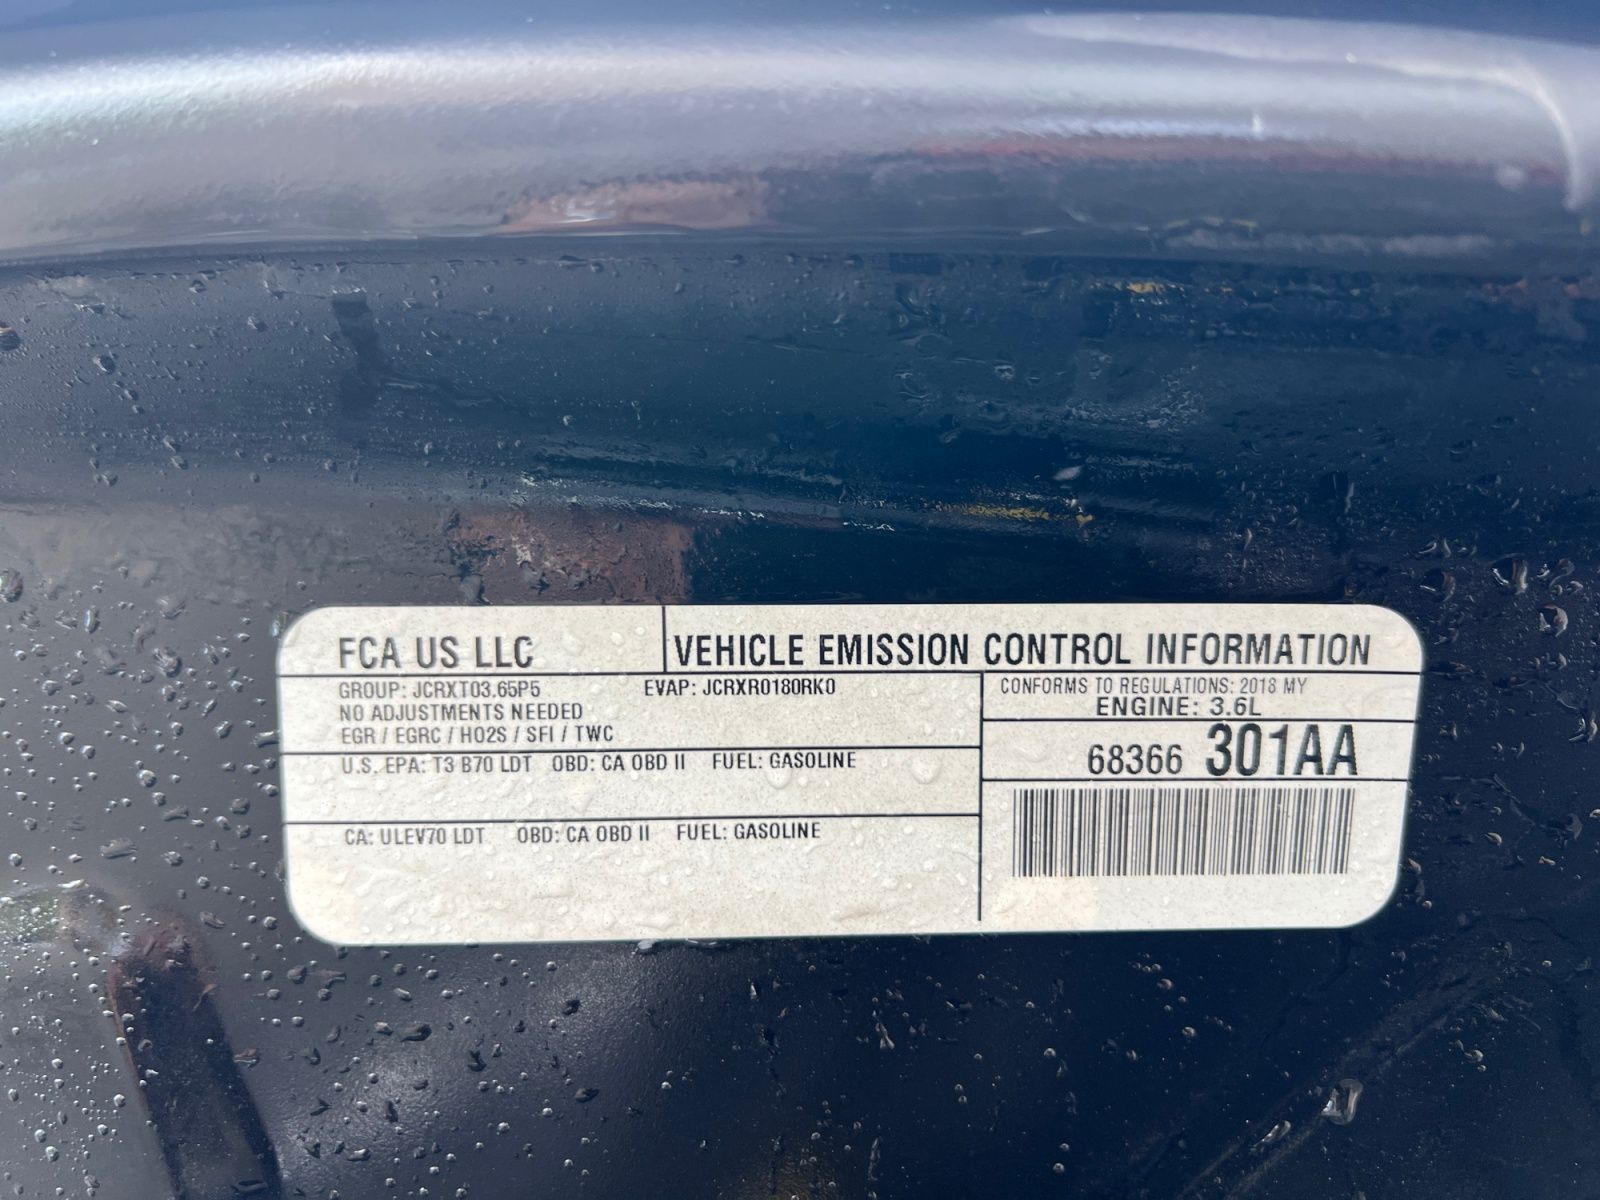 FCA US LLC
VEHICLE EMISSION CONTROL INFORMATION
GROUP: JCRXT03.65P5 EVAP: JCRXR0180RK0
NO ADJUSTMENTS NEEDED
EGR / EGRC / HO2S / SFI / TWC
U.S. EPA: T3 B70 LDT OBD: CA OBD II FUEL: GASOLINE
CA: ULEV70 LDT OBD: CA OBD II FUEL: GASOLINE
CONFORMS TO REGULATIONS: 2018 MY
ENGINE: 3.6L
68366 301AA